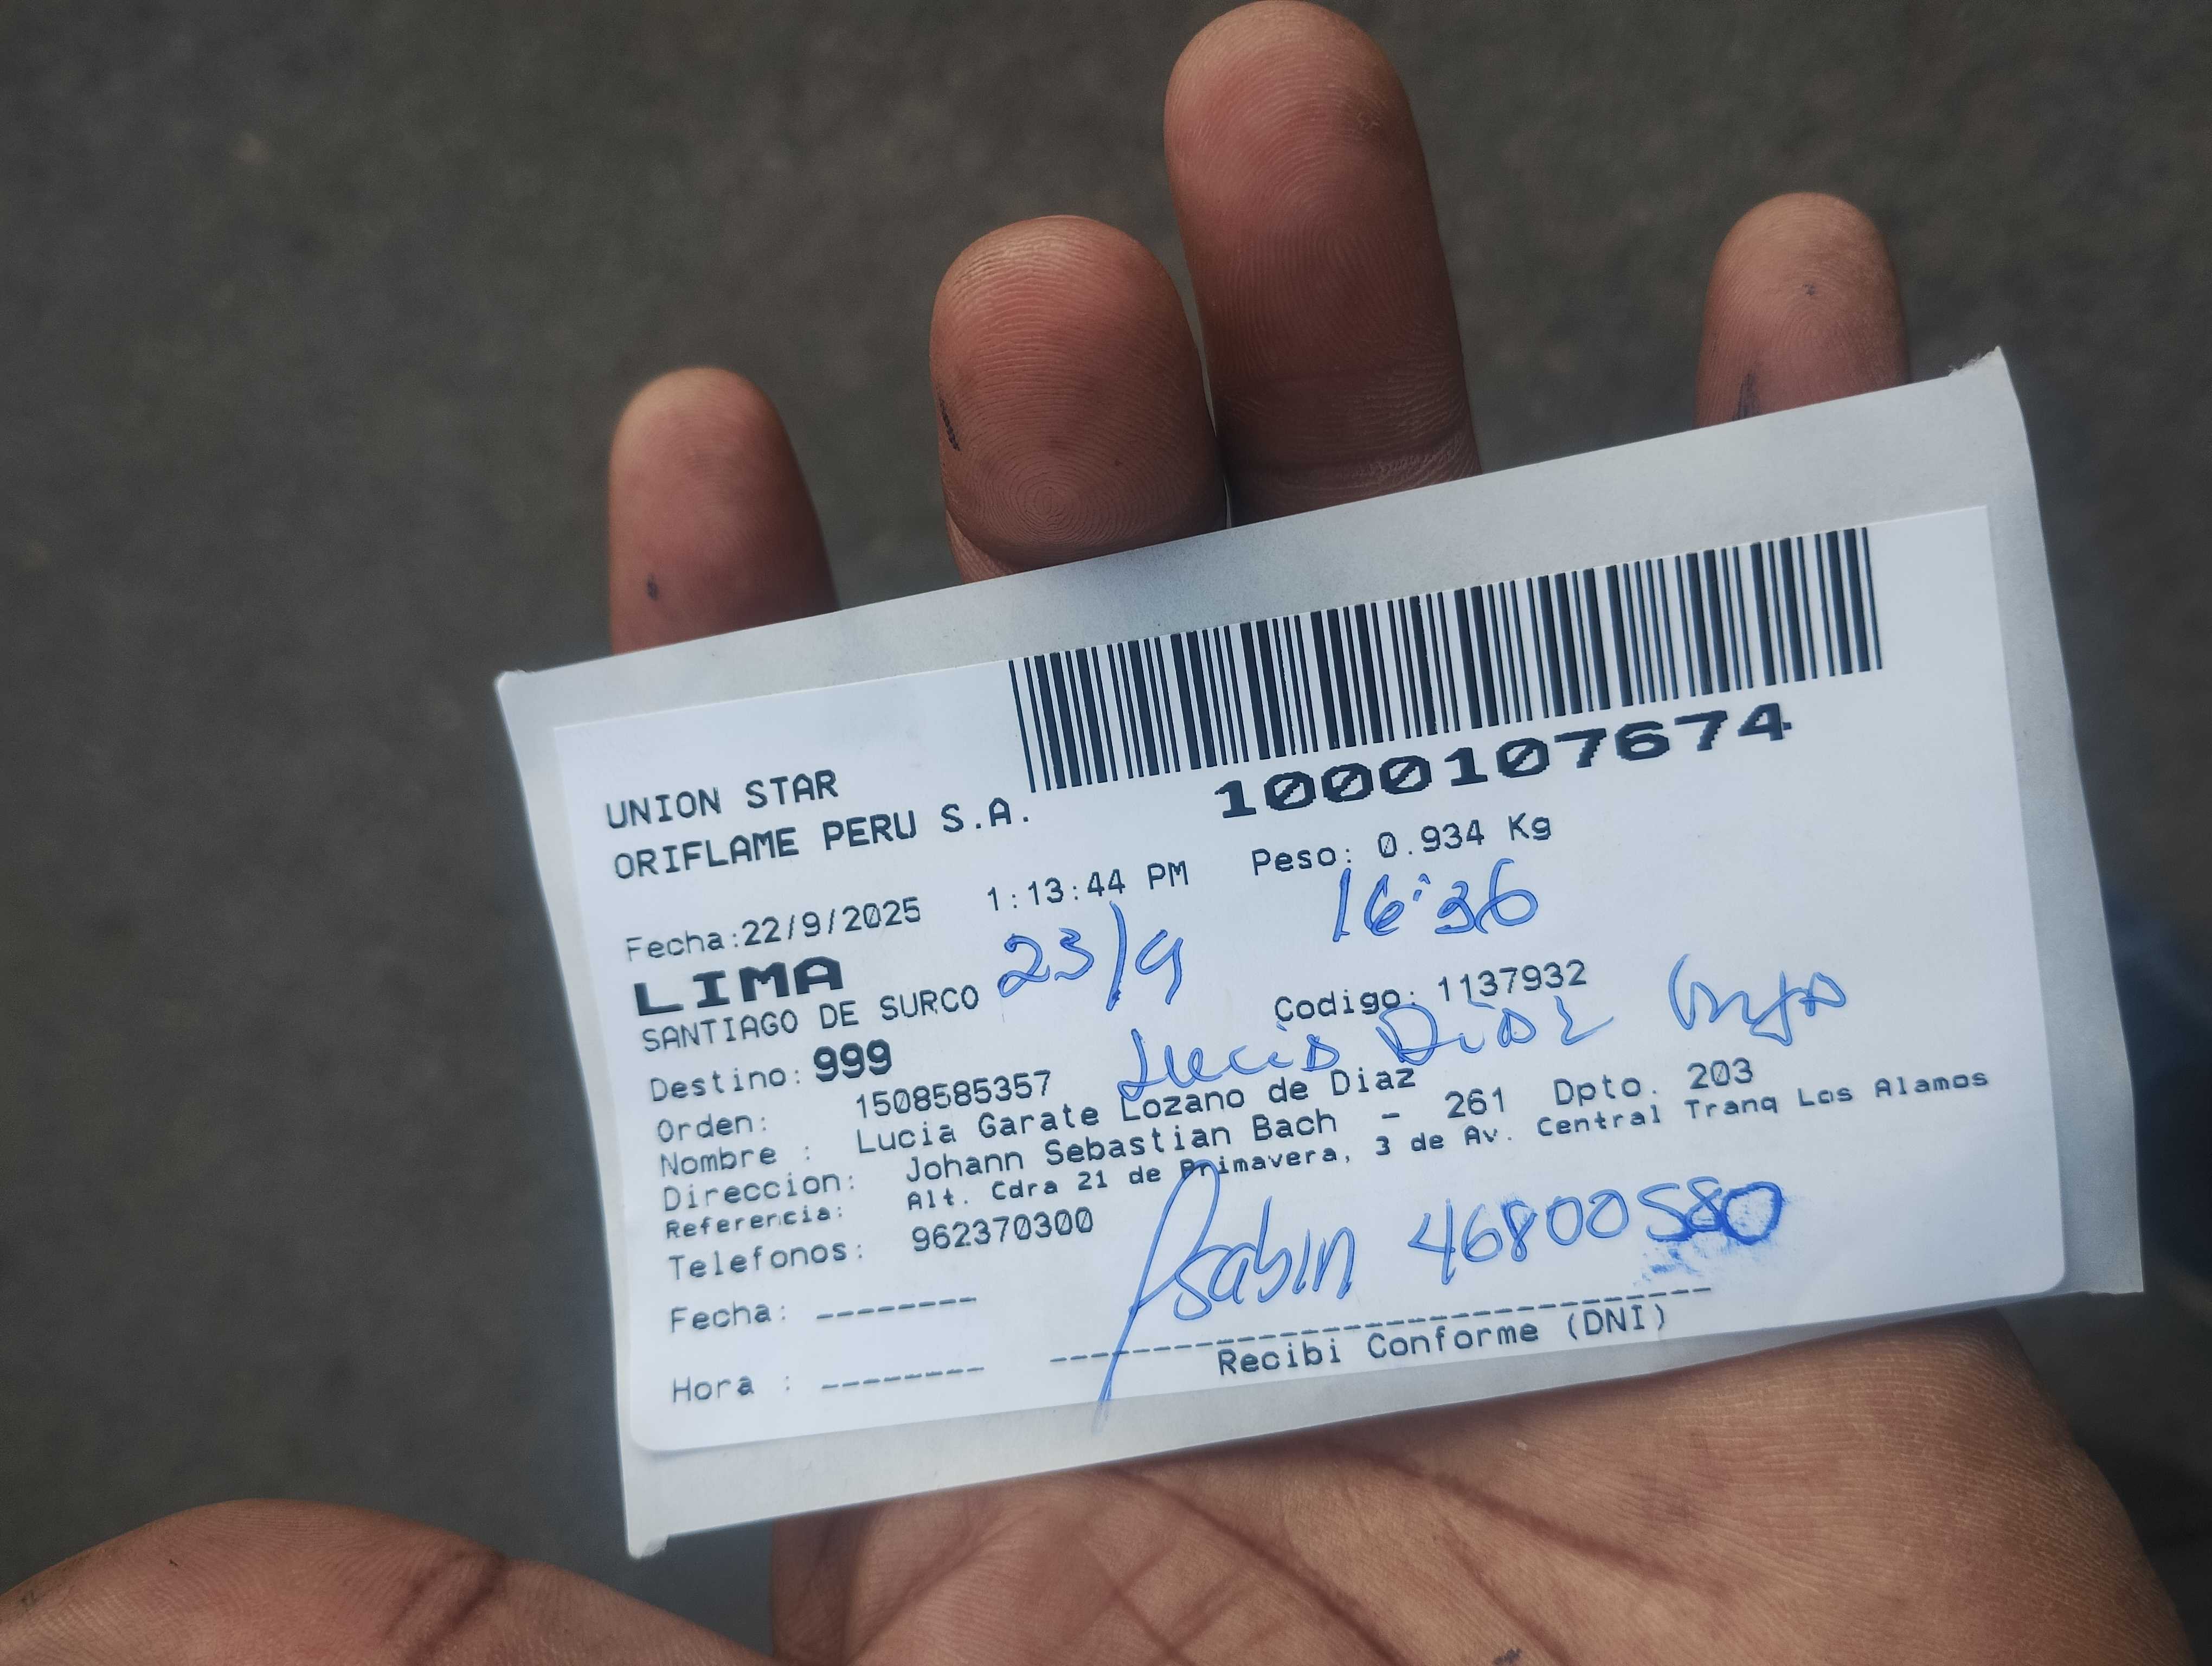 1000107674
UNION STAR
ORIFLAME PERU S.A.
Fecha:22/9/2025 1:13:44 PM Peso: 0.934 Kg
16:36
LIMA
23/9
SANTIAGO DE SURCO
Codigo: 1137932
Destino: 999
Lucia Diaz
Orden: 1508585357
Nombre : Lucia Garate Lozano de Diaz
Direccion: Johann Sebastian Bach - 261 Dpto. 203
Referencia: Alt. Cdra 21 de Primavera, 3 de Av. Central Tranq Los Alamos
Telefonos: 962370300
46800580
Fecha: --------
Hora : --------
Recibi Conforme (DNI)